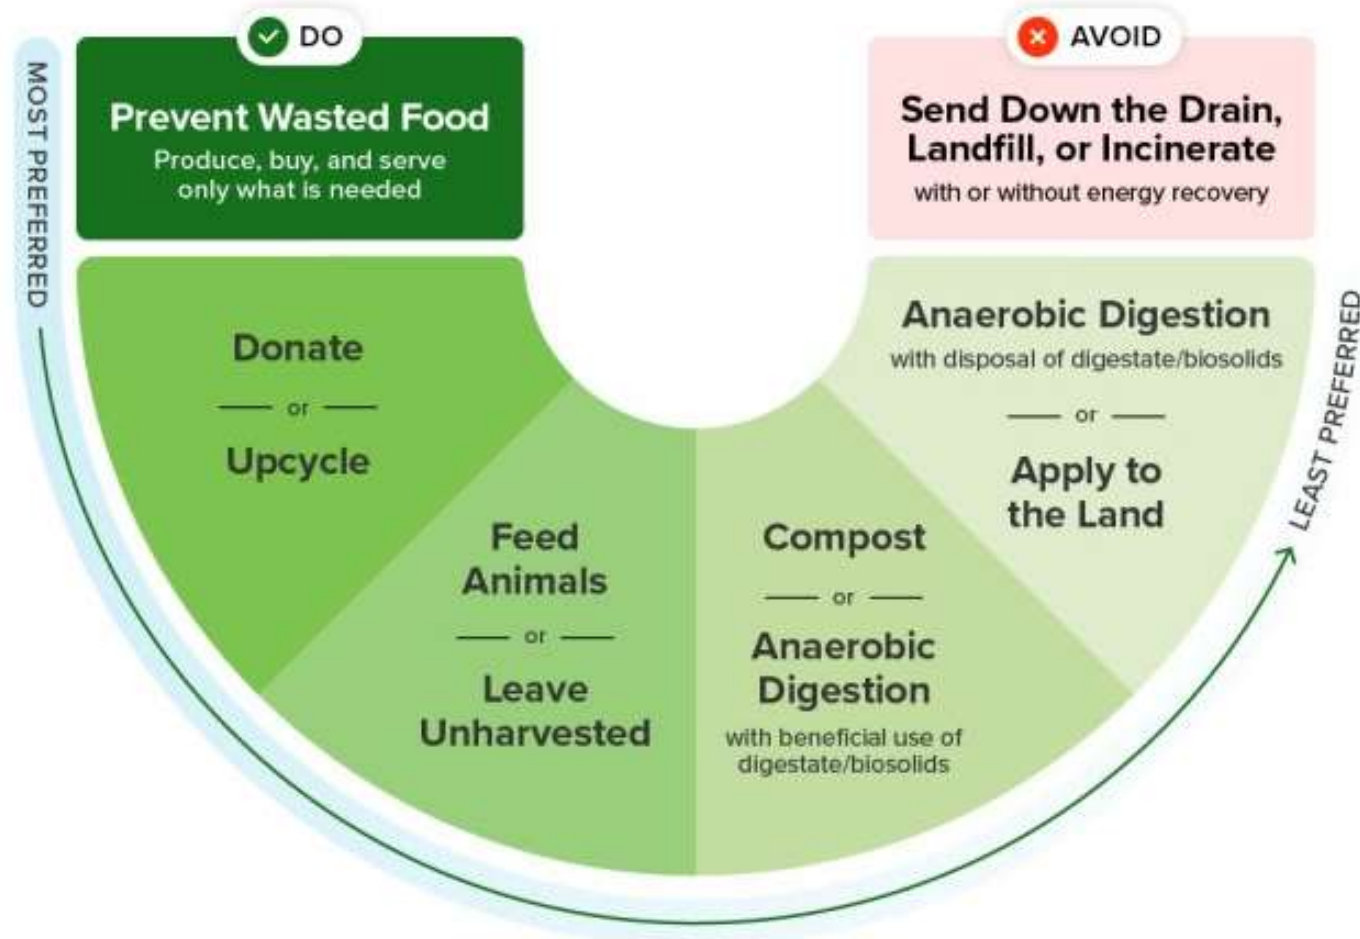 DO
AVOID
MOST PREFERRED
Prevent Wasted Food
Produce, buy, and serve
only what is needed
Send Down the Drain,
Landfill, or Incinerate
with or without energy recovery
Donate
or
Upcycle
Feed
Animals
or
Leave
Unharvested
Compost
or
Anaerobic
Digestion
with beneficial use of
digestate/biosolids
Anaerobic Digestion
with disposal of digestate/biosolids
or
Apply to
the Land
LEAST PREFERRED